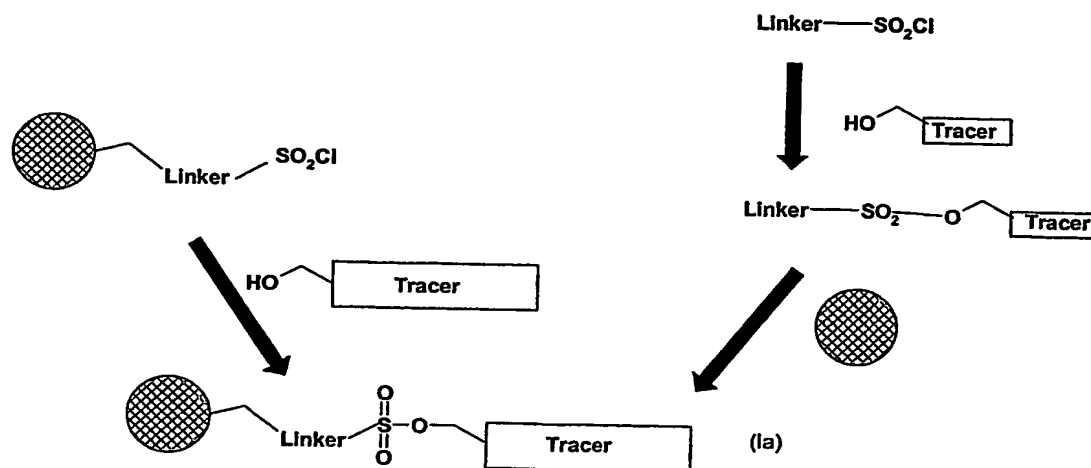 Linker—SO₂Cl
HO Tracer
Linker SO₂Cl
Linker—SO₂—O Tracer
HO Tracer
O
Linker S O Tracer (Ia)
O